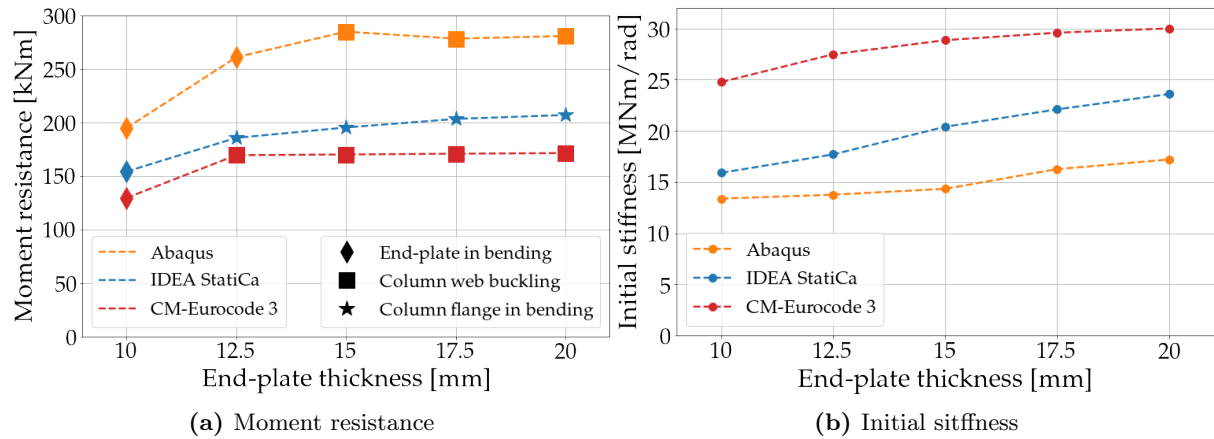 Moment resistance [kNm]
300
250
200
150
100
50
0
Abaqus
IDEA StatiCa
CM-Eurocode 3
End-plate in bending
Column web buckling
Column flange in bending
10 12.5 15 17.5 20
End-plate thickness [mm]
(a) Moment resistance
Initial stiffness [MNm/rad]
30
25
20
15
10
5
0
Abaqus
IDEA StatiCa
CM-Eurocode 3
10 12.5 15 17.5 20
End-plate thickness [mm]
(b) Initial sitffness